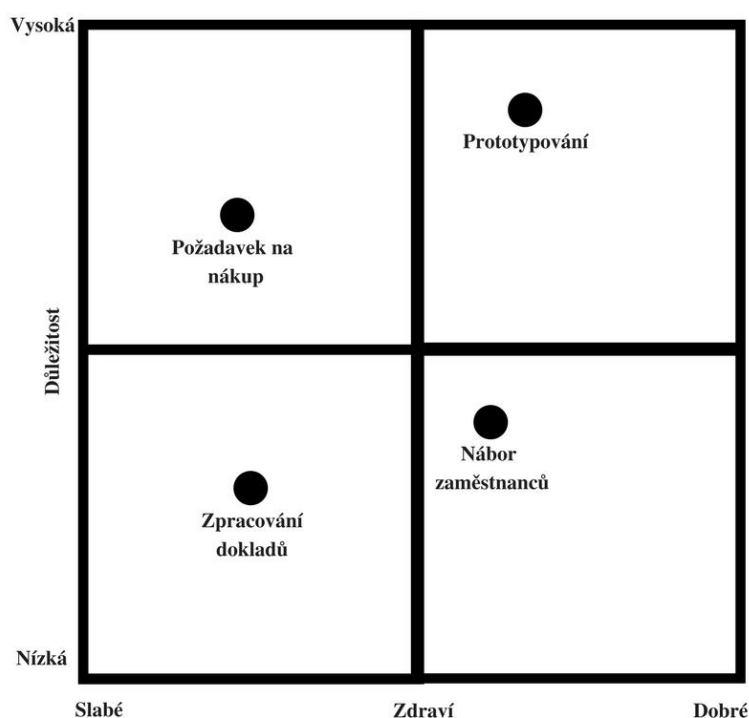 Vysoká
Prototypování
Požadavek na
nákup
Důležitost
Nábor
zaměstnanců
Zpracování
dokladů
Nízká
Slabé
Zdraví
Dobré